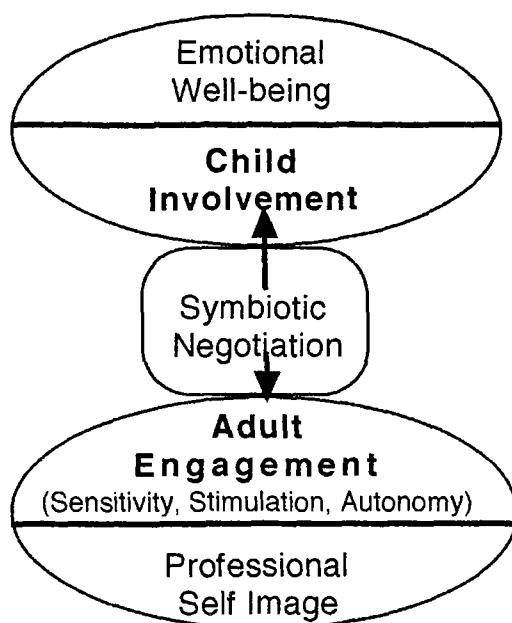 Emotional
Well-being
Child
Involvement
Symbiotic
Negotiation
Adult
Engagement
(Sensitivity, Stimulation, Autonomy)
Professional
Self Image